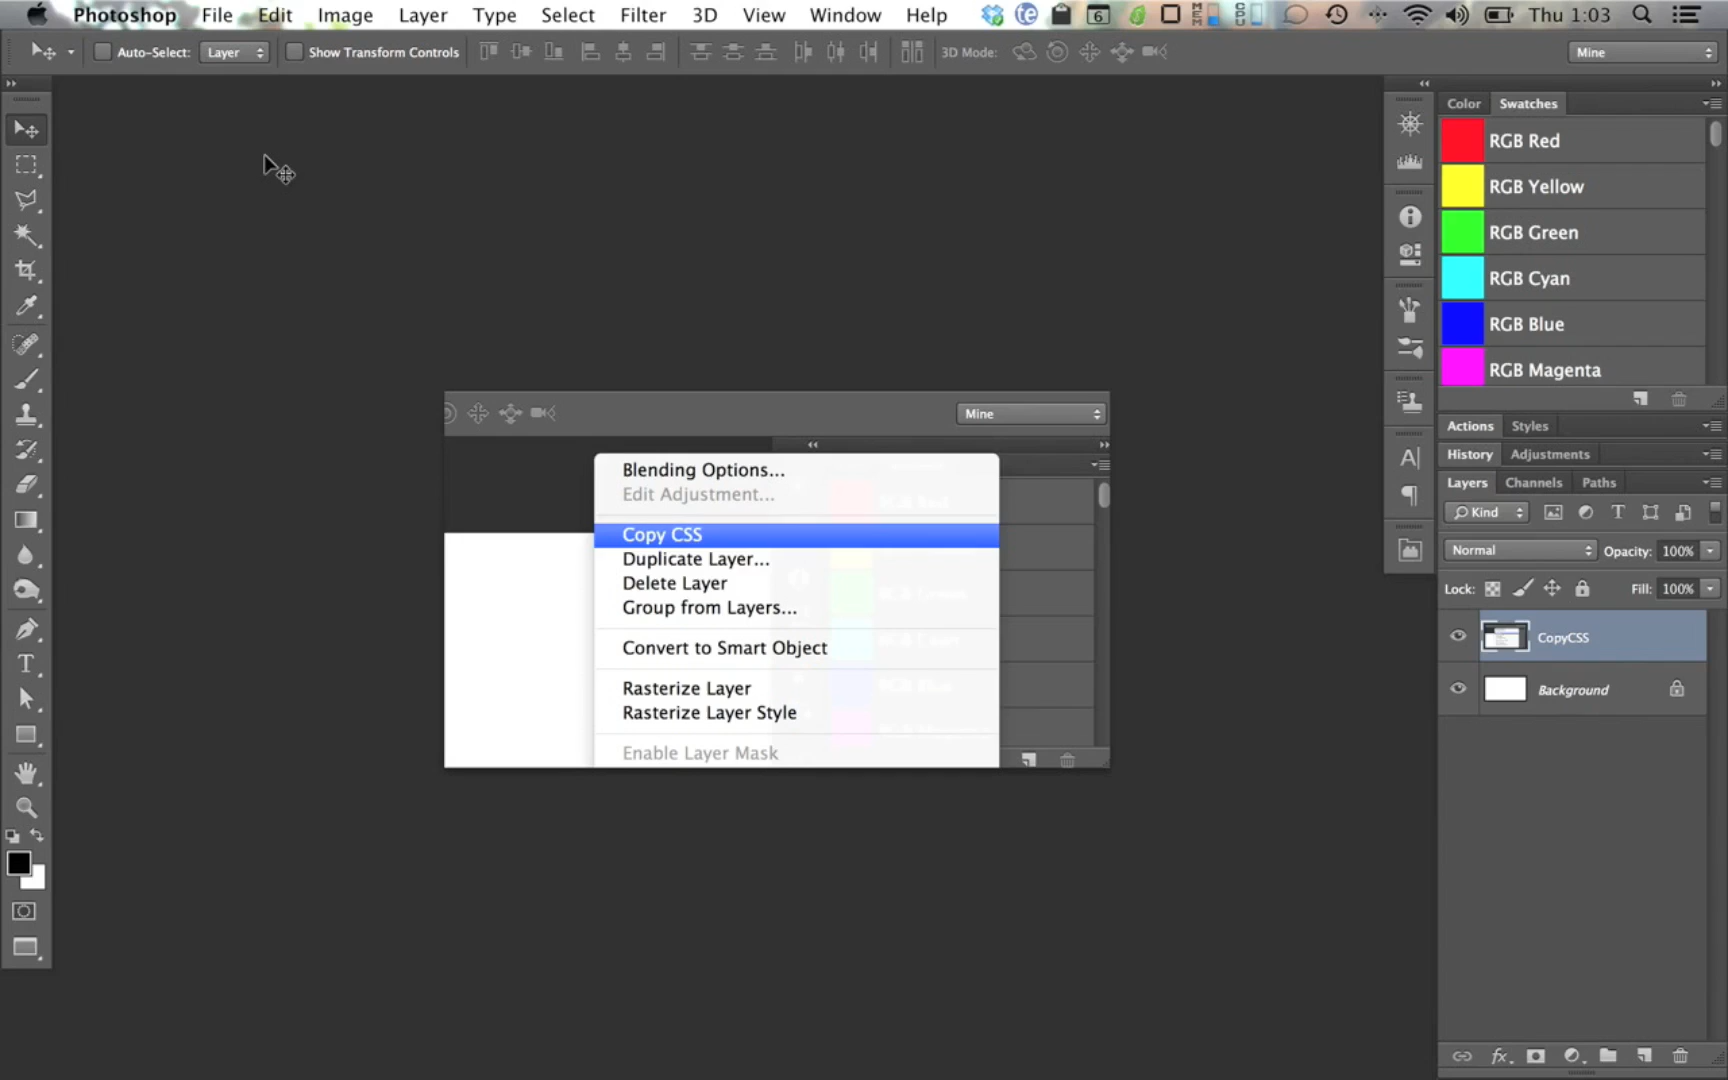 Photoshop File Edit Image Layer Type Select Filter 3D View Window Help 6 Thu 1:03
Auto-Select: Layer Show Transform Controls 3D Mode: Mine
Color Swatches
RGB Red
RGB Yellow
RGB Green
RGB Cyan
RGB Blue
RGB Magenta
Mine
Blending Options...
Edit Adjustment...
Copy CSS
Duplicate Layer...
Delete Layer
Group from Layers...
Convert to Smart Object
Rasterize Layer
Rasterize Layer Style
Enable Layer Mask
Actions Styles
History Adjustments
Layers Channels Paths
Kind
Normal Opacity: 100%
Lock: Fill: 100%
CopyCSS
Background